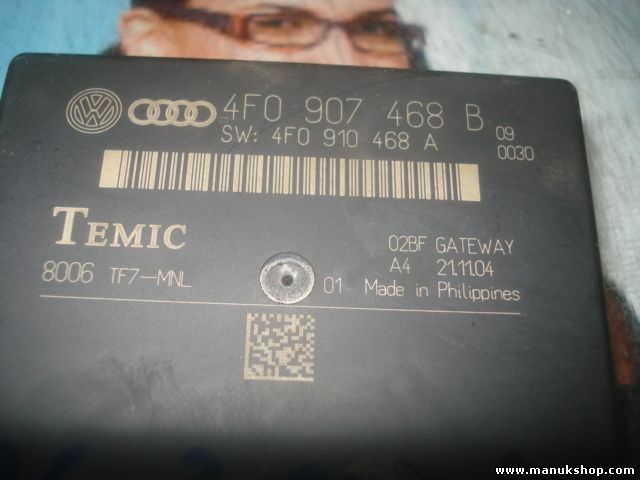 4F0 907 468 B 09
SW: 4F0 910 468 A 0030
TEMIC
8006 TF7-MNL
02BF GATEWAY
A4 21.11.04
01 Made in Philippines
www.manukshop.com